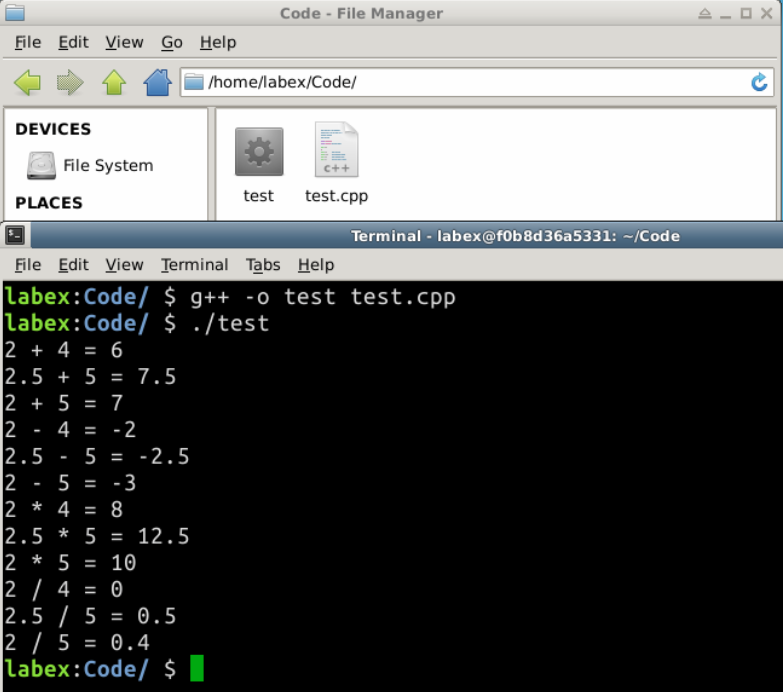 Code - File Manager
File Edit View Go Help
/home/labex/Code/
DEVICES
File System
PLACES
c++
test test.cpp
Terminal - labex@f0b8d36a5331: ~/Code
File Edit View Terminal Tabs Help
labex:Code/ $ g++ -o test test.cpp
labex:Code/ $ ./test
2 + 4 = 6
2.5 + 5 = 7.5
2 + 5 = 7
2 - 4 = -2
2.5 - 5 = -2.5
2 - 5 = -3
2 * 4 = 8
2.5 * 5 = 12.5
2 * 5 = 10
2 / 4 = 0
2.5 / 5 = 0.5
2 / 5 = 0.4
labex:Code/ $